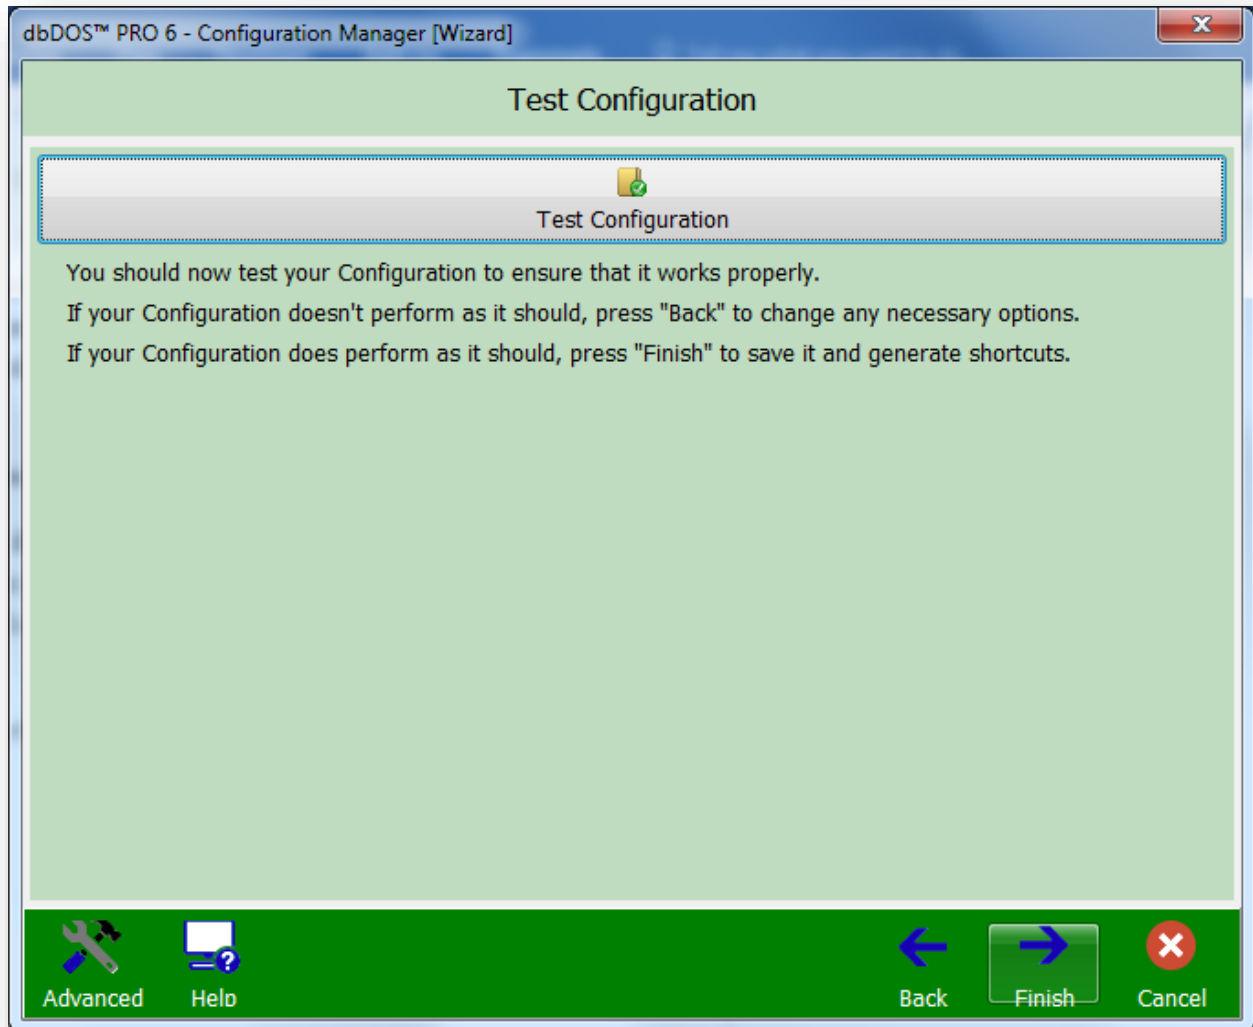 dbDOS™ PRO 6 - Configuration Manager [Wizard]
x
Test Configuration
Test Configuration
You should now test your Configuration to ensure that it works properly.
If your Configuration doesn't perform as it should, press "Back" to change any necessary options.
If your Configuration does perform as it should, press "Finish" to save it and generate shortcuts.
?
Advanced Help Back Finish Cancel